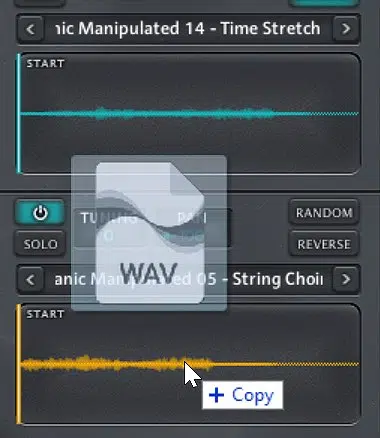 < nic Manipulated 14 - Time Stretch >
START
TUNING PAN
0
RANDOM
SOLO
WAV
REVERSE
< anic Manipulated 05 - String Choir >
START
+ Copy